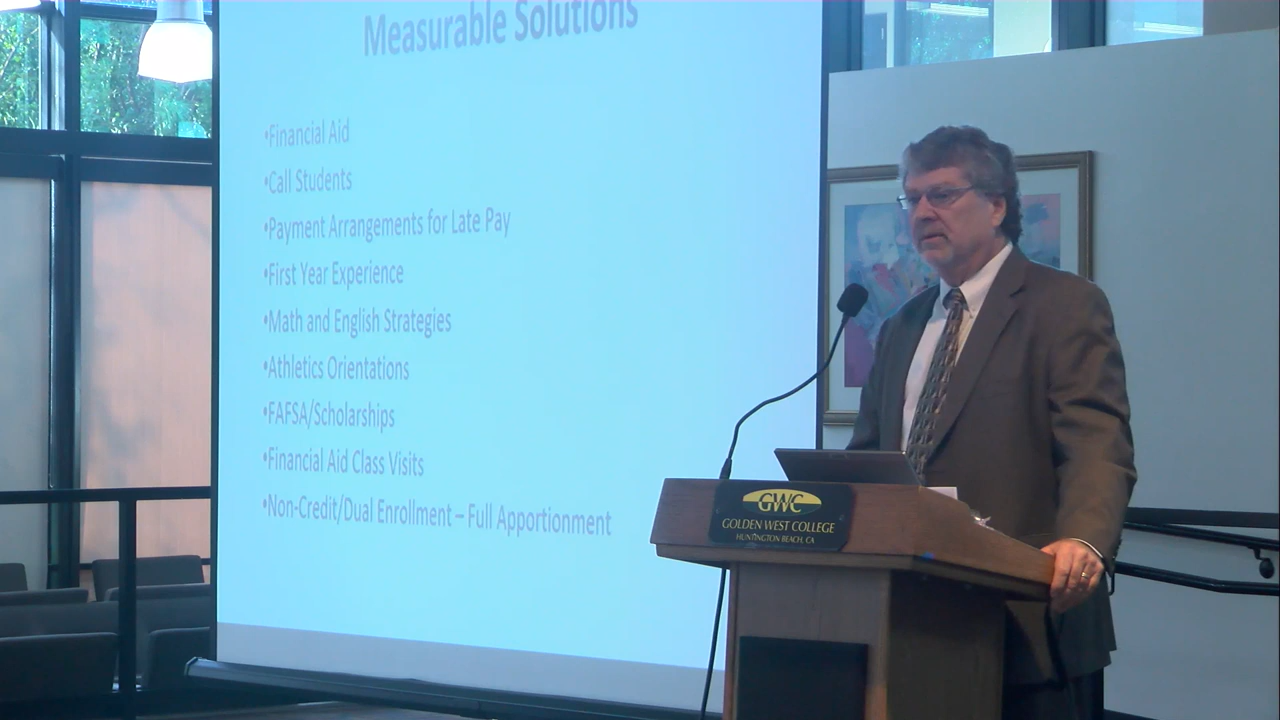 Measurable Solutions
•Financial Aid
•Call Students
•Payment Arrangements for Late Pay
•First Year Experience
•Math and English Strategies
•Athletics Orientations
•FAFSA/Scholarships
•Financial Aid Class Visits
•Non-Credit/Dual Enrollment – Full Apportionment
GWC
GOLDEN WEST COLLEGE
HUNTINGTON BEACH, CA